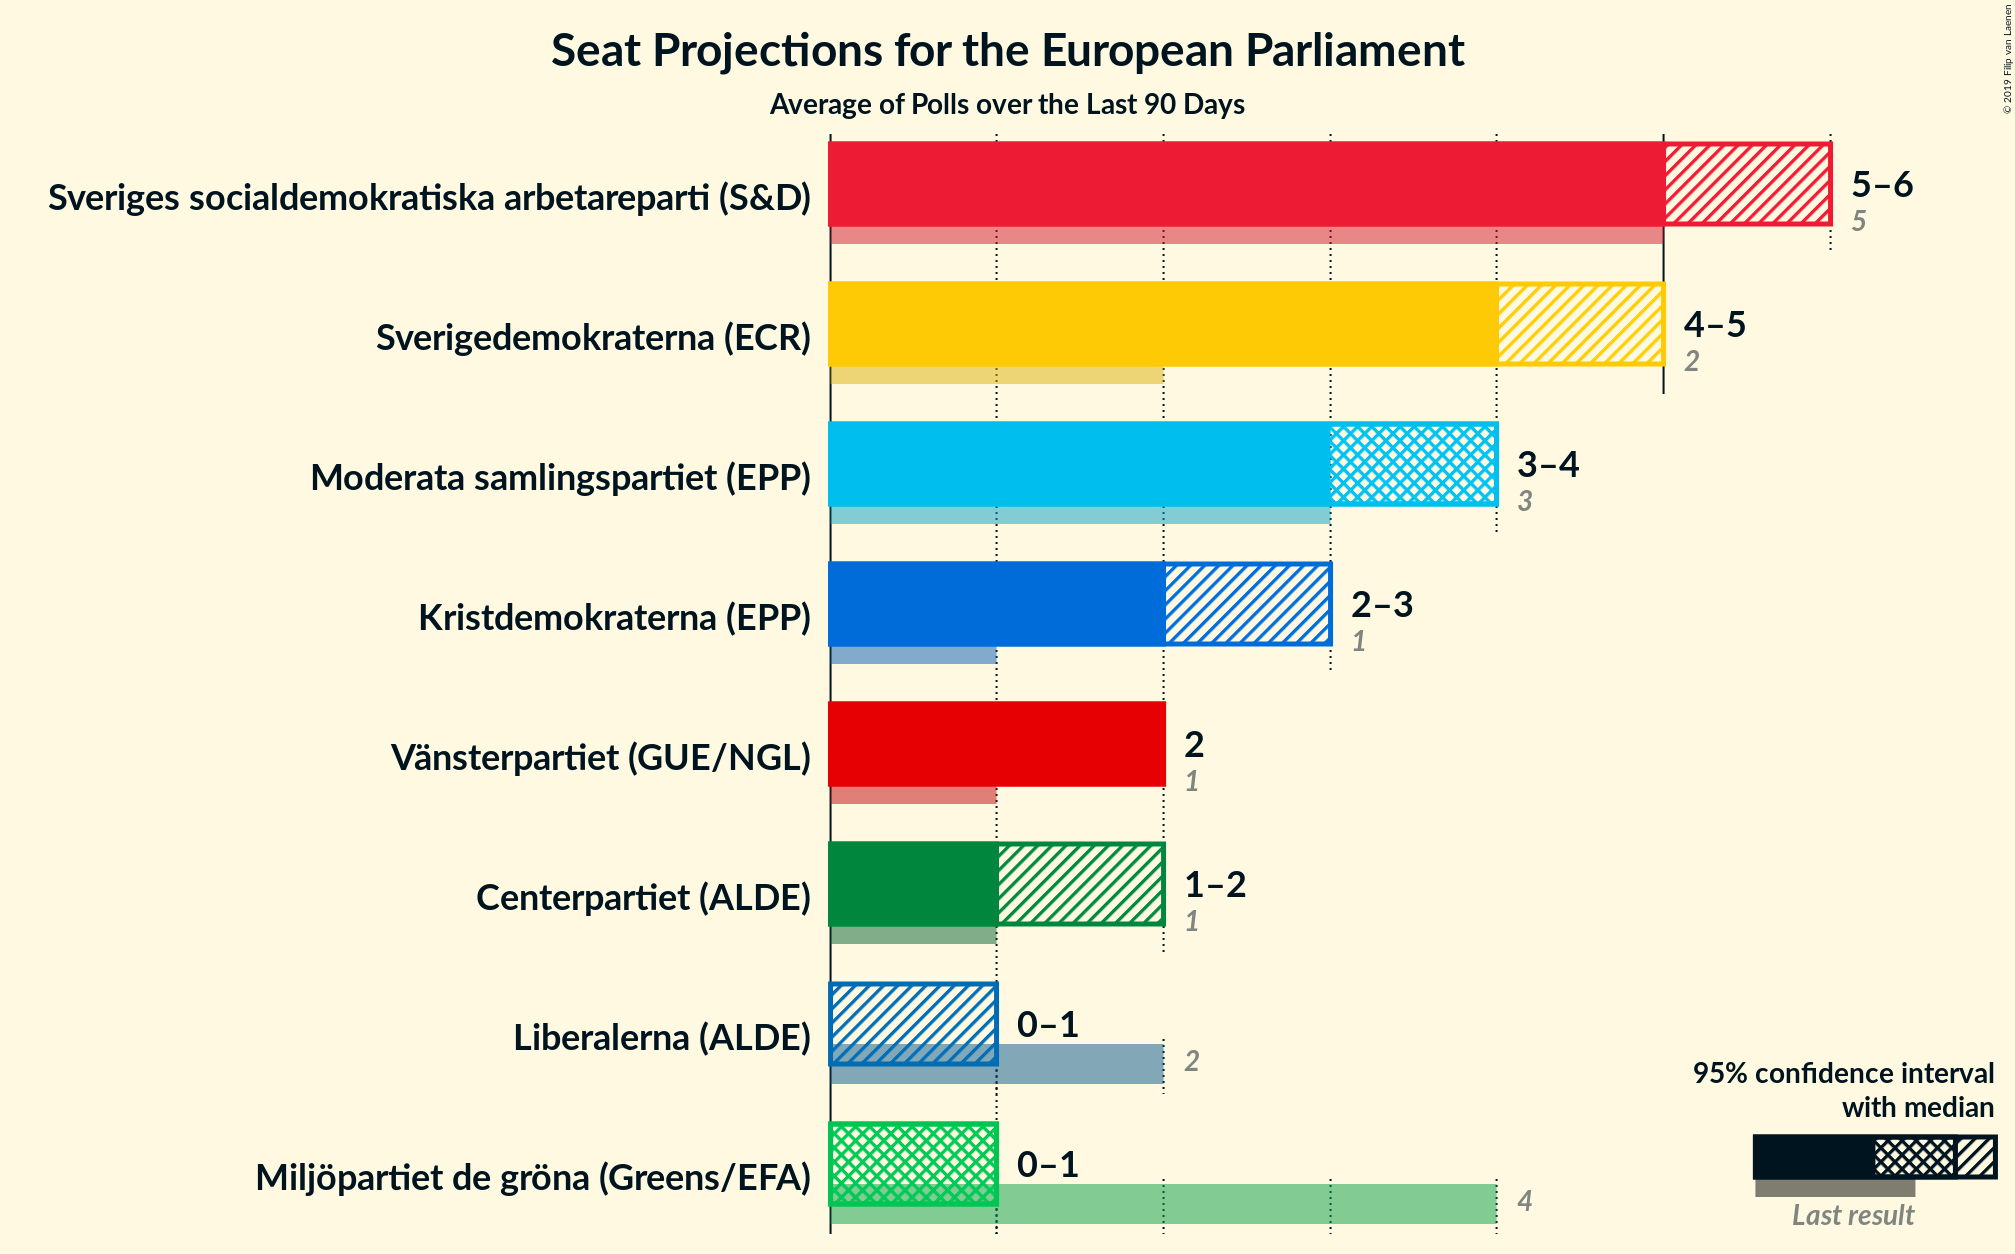 Seat Projections for the European Parliament
Average of Polls over the Last 90 Days
© 2019 Filip van Laenen
Sveriges socialdemokratiska arbetareparti (S&D)
5–6
5
Sverigedemokraterna (ECR)
4–5
2
Moderata samlingspartiet (EPP)
3–4
3
Kristdemokraterna (EPP)
2–3
1
Vänsterpartiet (GUE/NGL)
2
1
Centerpartiet (ALDE)
1–2
1
Liberalerna (ALDE)
0–1
2
Miljöpartiet de gröna (Greens/EFA)
0–1
4
95% confidence interval
with median
Last result